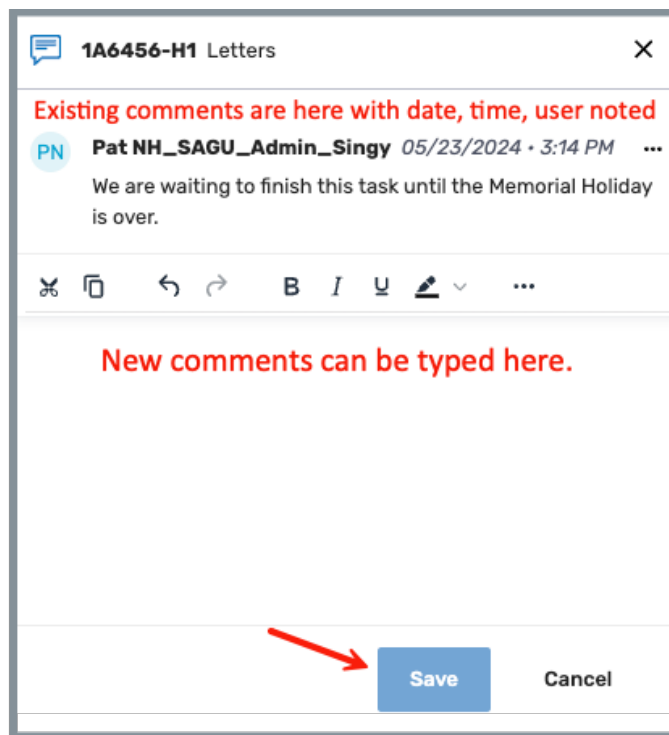 1A6456-H1 Letters
Existing comments are here with date, time, user noted
PN Pat NH_SAGU_Admin_Singy 05/23/2024 • 3:14 PM
We are waiting to finish this task until the Memorial Holiday
is over.
B I U
New comments can be typed here.
Save Cancel